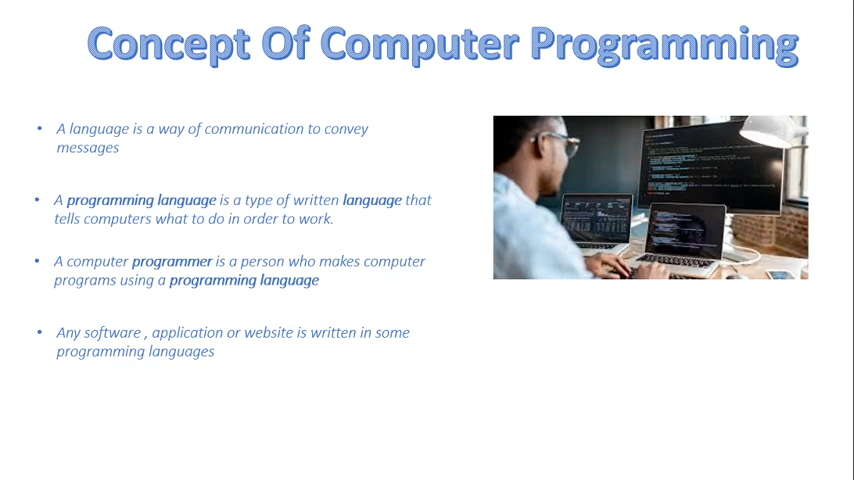 Concept Of Computer Programming
• A language is a way of communication to convey
messages
• A programming language is a type of written language that
tells computers what to do in order to work.
• A computer programmer is a person who makes computer
programs using a programming language
• Any software , application or website is written in some
programming languages